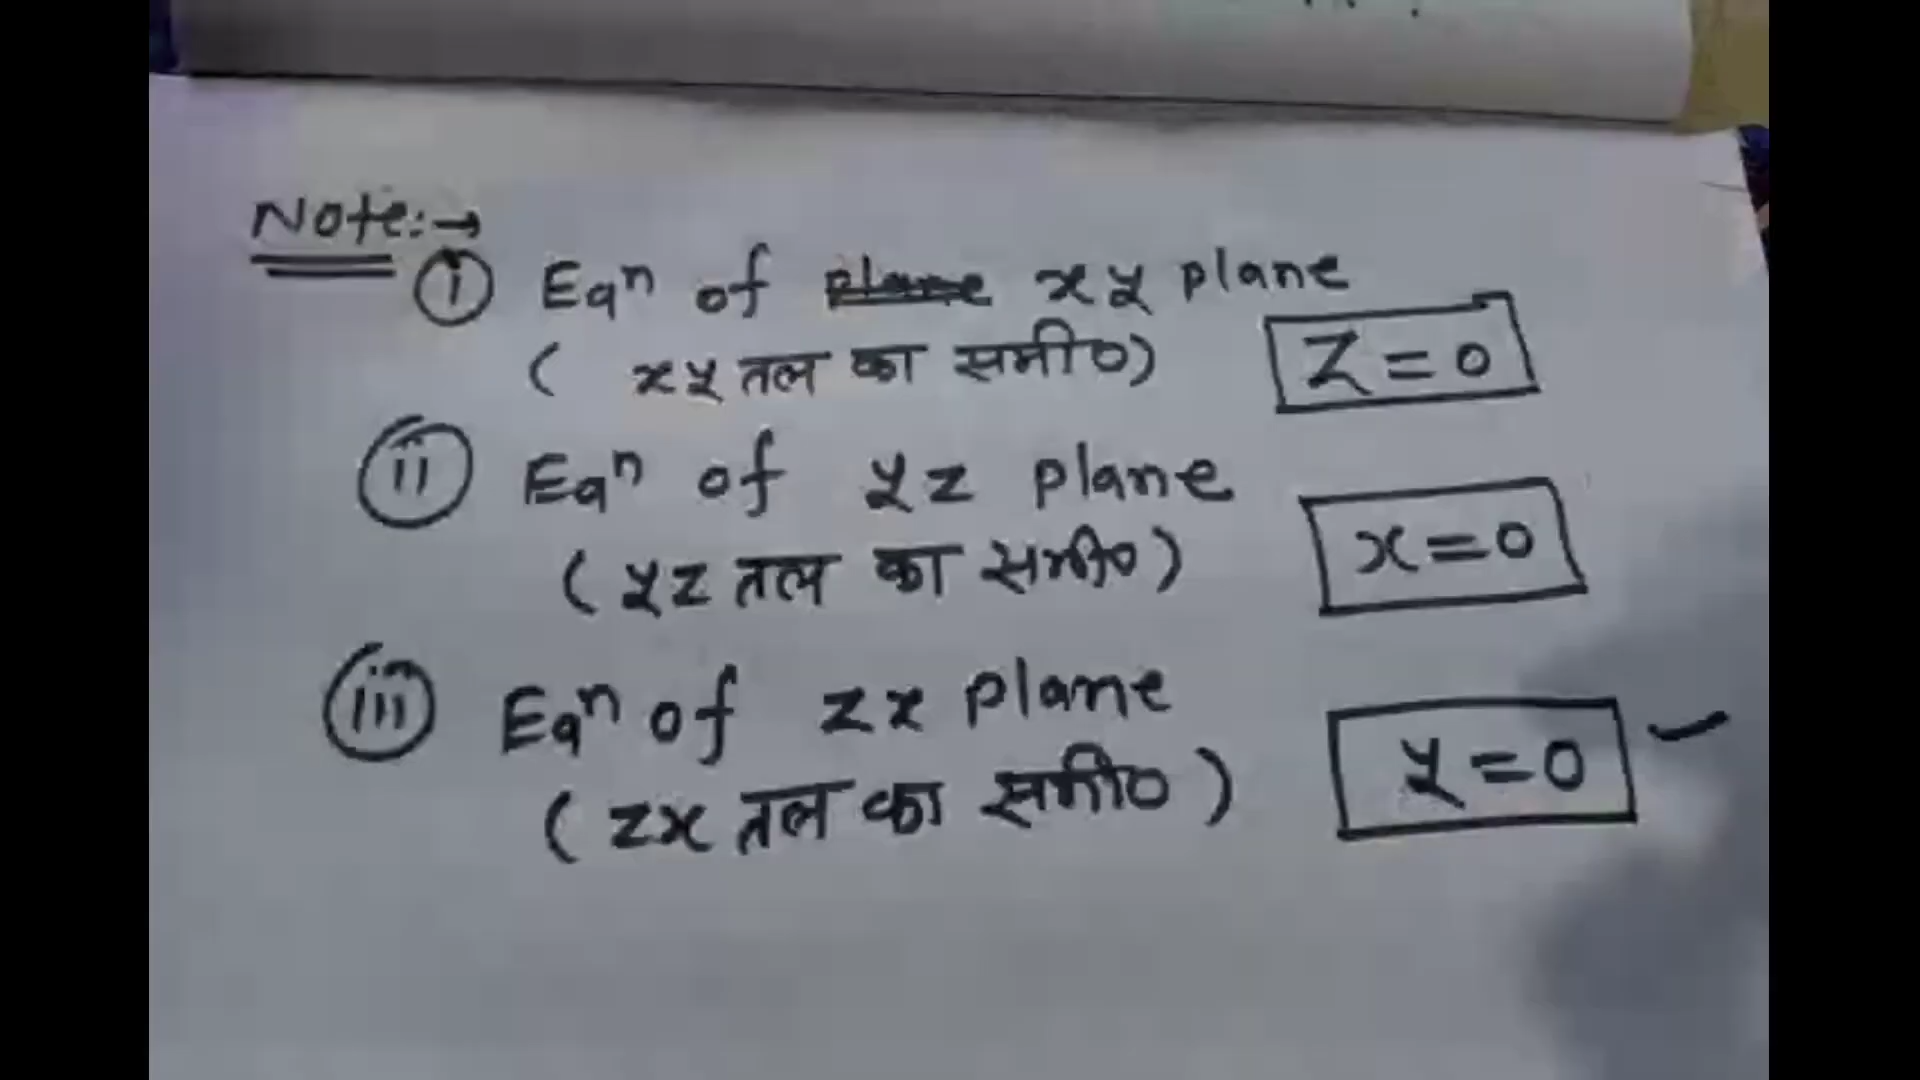 Note:→
(i) Eqⁿ of plane xy plane
( xy तल का समी०) Z=0
(ii) Eqⁿ of yz plane
( yz तल का समी०) x=0
(iii) Eqⁿ of zx plane
( zx तल का समी० ) y=0